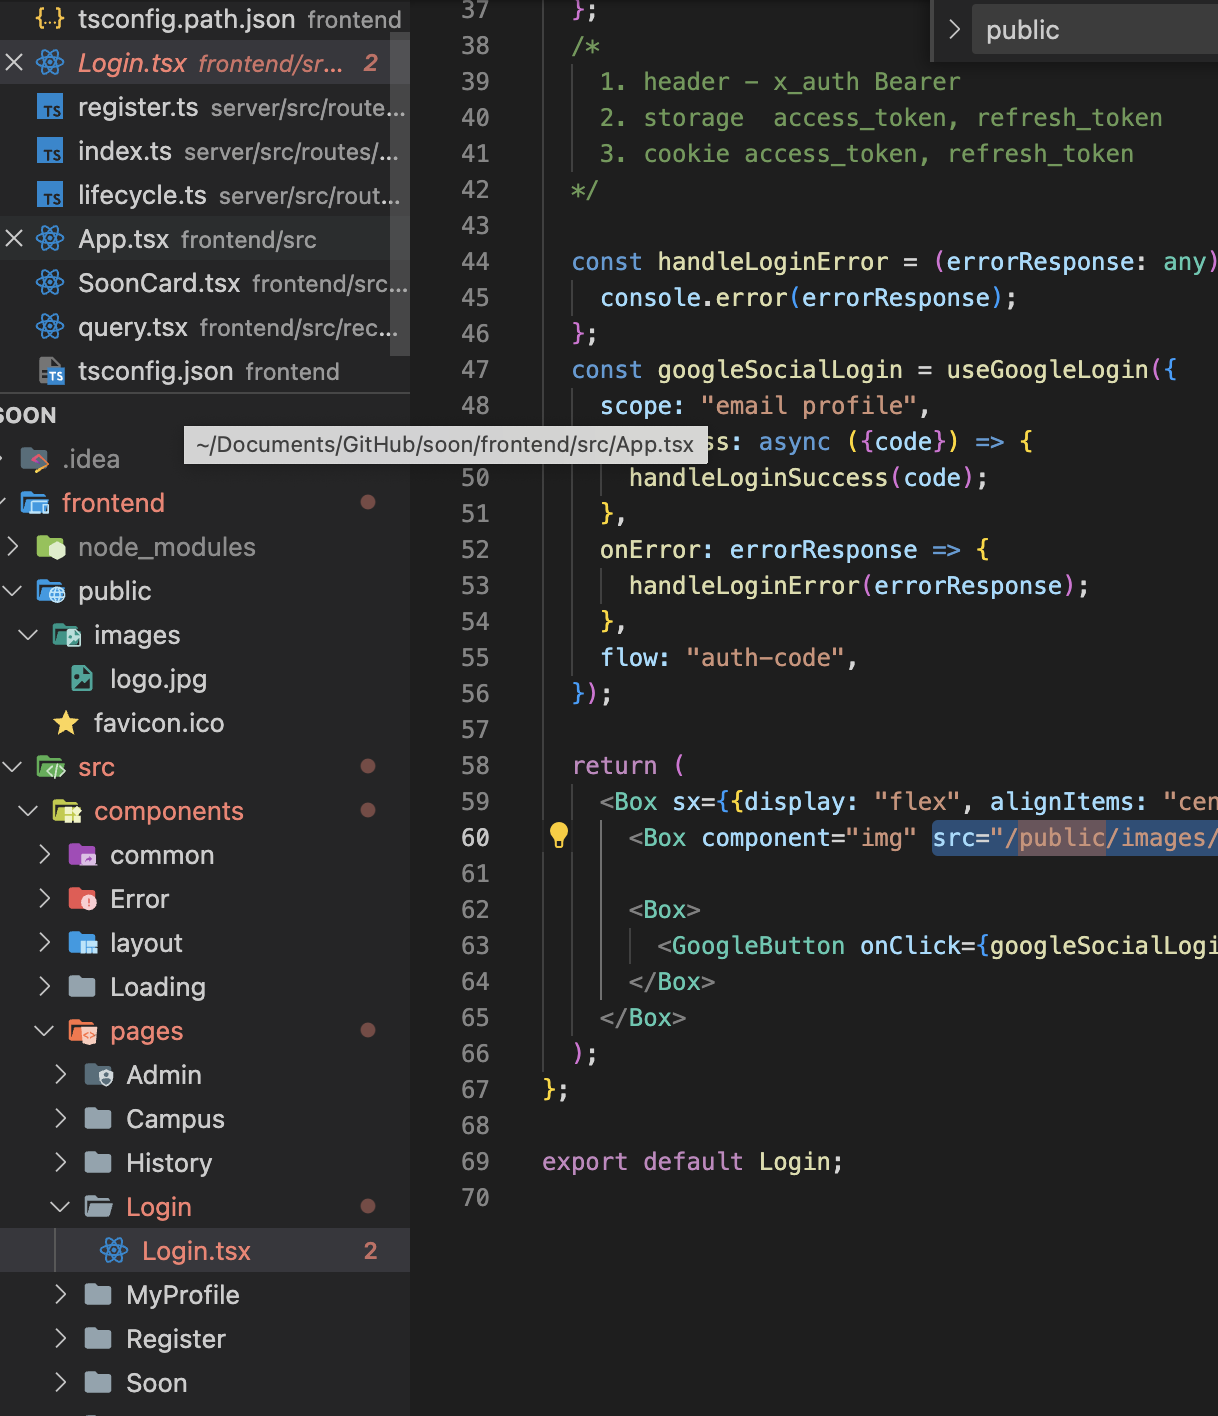 tsconfig.path.json frontend
Login.tsx frontend/sr... 2
register.ts server/src/route...
index.ts server/src/routes/...
lifecycle.ts server/src/rout...
App.tsx frontend/src
SoonCard.tsx frontend/src...
query.tsx frontend/src/rec...
tsconfig.json frontend
SOON
~/Documents/GitHub/soon/frontend/src/App.tsx
.idea
frontend
node_modules
public
images
logo.jpg
favicon.ico
src
components
common
Error
layout
Loading
pages
Admin
Campus
History
Login
Login.tsx 2
MyProfile
Register
Soon
public
37 };
38 /*
39 1. header - x_auth Bearer
40 2. storage  access_token, refresh_token
41 3. cookie access_token, refresh_token
42 */
43
44 const handleLoginError = (errorResponse: any)
45 console.error(errorResponse);
46 };
47 const googleSocialLogin = useGoogleLogin({
48 scope: "email profile",
ss: async ({code}) => {
50 handleLoginSuccess(code);
51 },
52 onError: errorResponse => {
53 handleLoginError(errorResponse);
54 },
55 flow: "auth-code",
56 });
57
58 return (
59 <Box sx={{display: "flex", alignItems: "cen
60 <Box component="img" src="/public/images/
61
62 <Box>
63 <GoogleButton onClick={googleSocialLogi
64 </Box>
65 </Box>
66 );
67 };
68
69 export default Login;
70